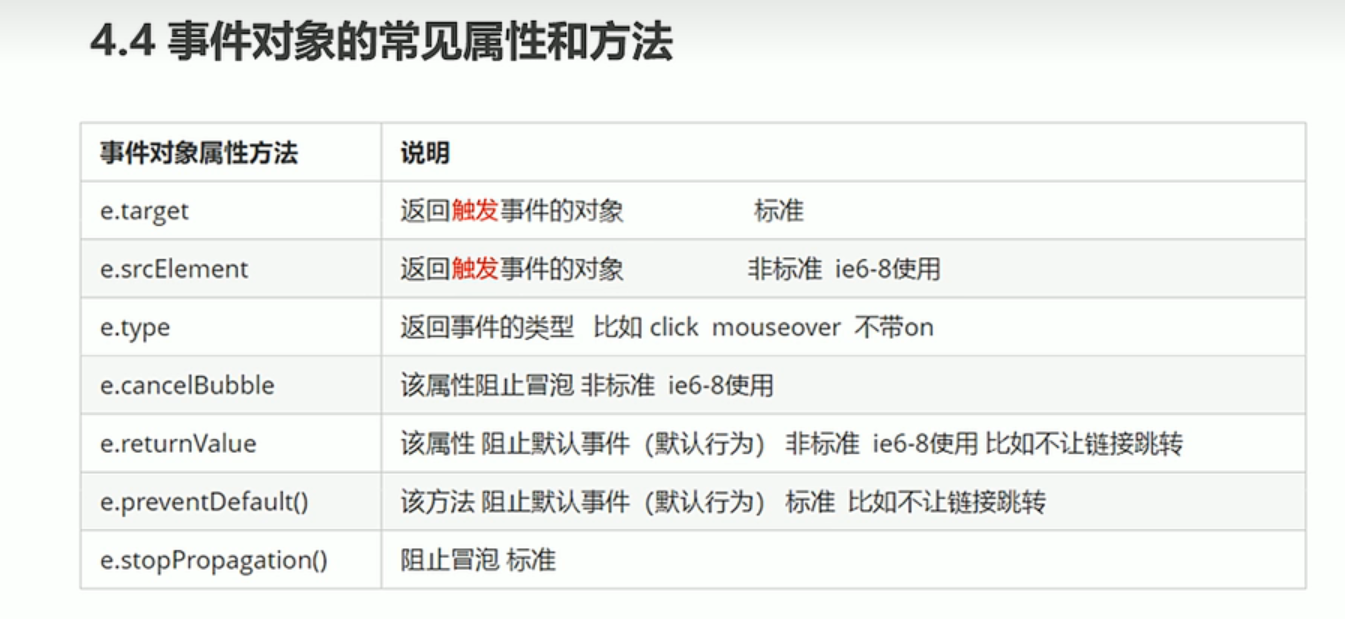 4.4 事件对象的常见属性和方法
事件对象属性方法 说明
e.target 返回触发事件的对象 标准
e.srcElement 返回触发事件的对象 非标准 ie6-8使用
e.type 返回事件的类型 比如 click mouseover 不带on
e.cancelBubble 该属性阻止冒泡 非标准 ie6-8使用
e.returnValue 该属性 阻止默认事件（默认行为） 非标准 ie6-8使用 比如不让链接跳转
e.preventDefault() 该方法 阻止默认事件（默认行为） 标准 比如不让链接跳转
e.stopPropagation() 阻止冒泡 标准